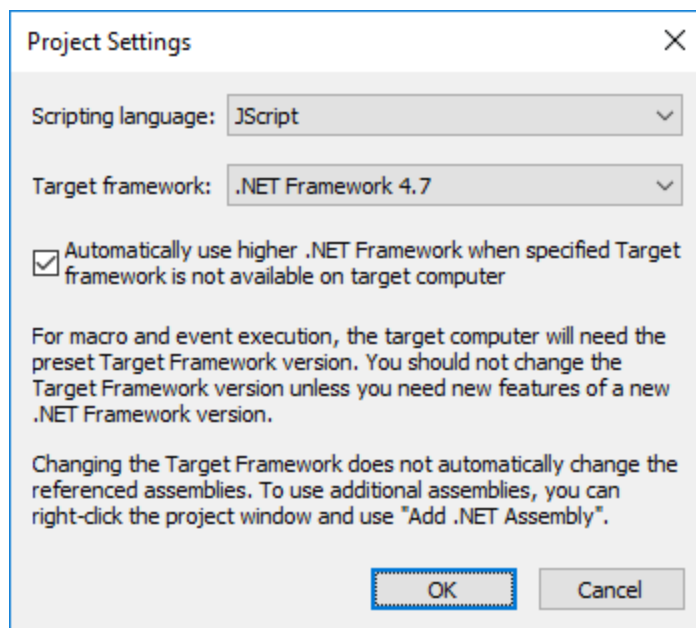 Project Settings
Scripting language: JScript
Target framework: .NET Framework 4.7
Automatically use higher .NET Framework when specified Target
framework is not available on target computer
For macro and event execution, the target computer will need the
preset Target Framework version. You should not change the
Target Framework version unless you need new features of a new
.NET Framework version.
Changing the Target Framework does not automatically change the
referenced assemblies. To use additional assemblies, you can
right-click the project window and use "Add .NET Assembly".
OK Cancel